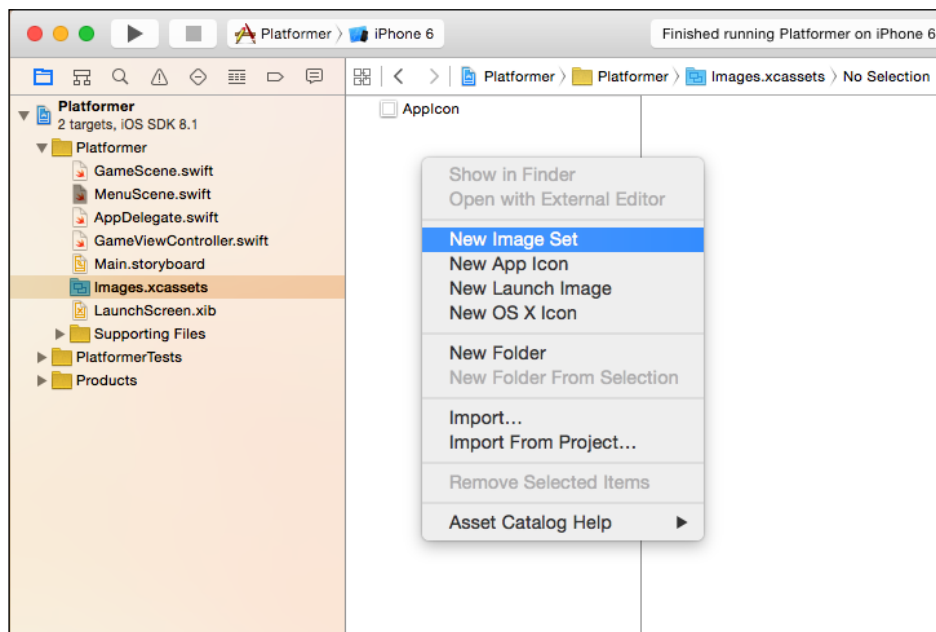 Platformer iPhone 6 Finished running Platformer on iPhone 6
Platformer Platformer Images.xcassets No Selection
Platformer
2 targets, iOS SDK 8.1
Platformer
GameScene.swift
MenuScene.swift
AppDelegate.swift
GameViewController.swift
Main.storyboard
Images.xcassets
LaunchScreen.xib
Supporting Files
PlatformerTests
Products
AppIcon
Show in Finder
Open with External Editor
New Image Set
New App Icon
New Launch Image
New OS X Icon
New Folder
New Folder From Selection
Import...
Import From Project...
Remove Selected Items
Asset Catalog Help